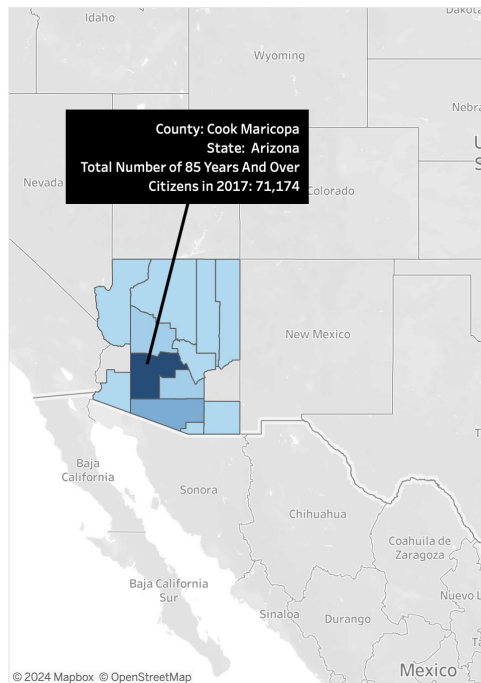 Idaho
Wyoming
County: Cook Maricopa
State: Arizona
Total Number of 85 Years And Over
Citizens in 2017: 71,174
Nevada
Colorado
New Mexico
Baja
California
Sonora
Chihuahua
Coahuila de
Zaragoza
Baja California
Sur
Sinaloa
Durango
Nuevo L
Mexico
© 2024 Mapbox © OpenStreetMap